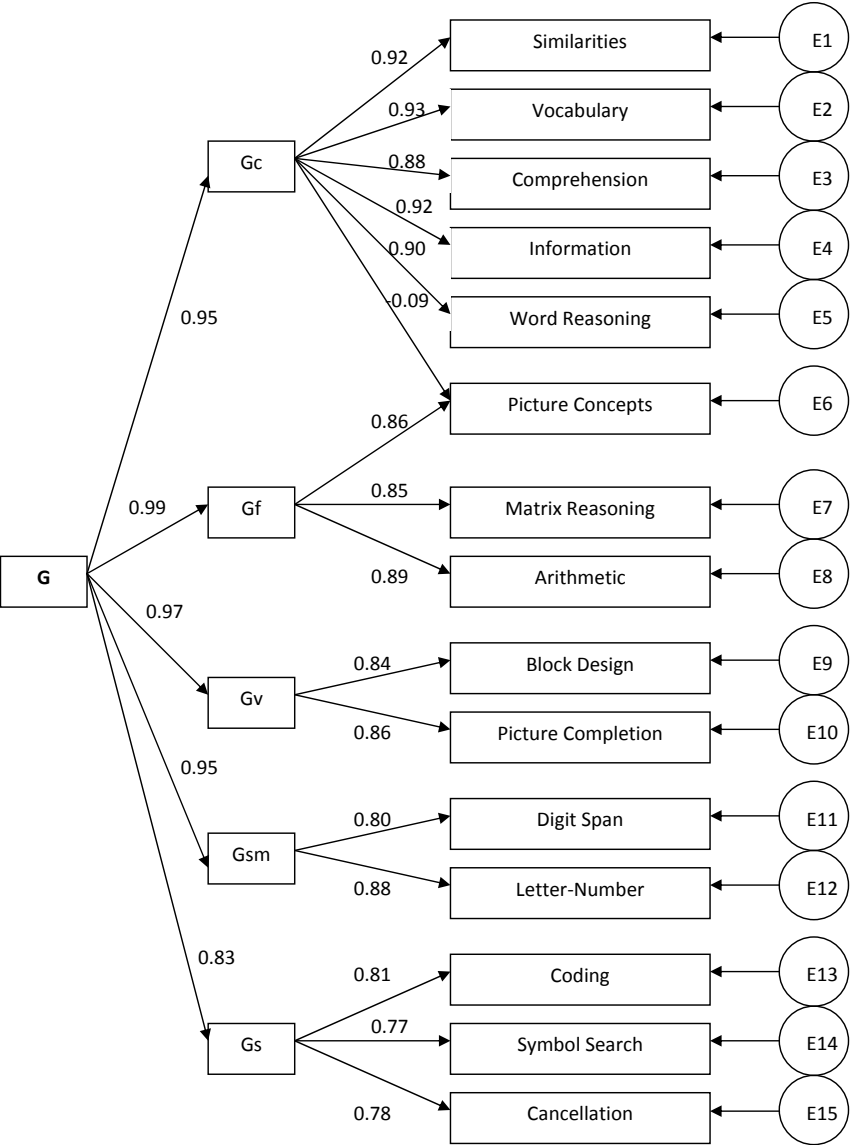 Similarities
E1
0.92
Vocabulary
E2
0.93
Gc
Comprehension
E3
0.88
0.92
Information
E4
0.90
-0.09
Word Reasoning
E5
0.95
Picture Concepts
E6
0.86
0.99
Gf
0.85
Matrix Reasoning
E7
G
0.89
Arithmetic
E8
0.97
0.84
Block Design
E9
Gv
0.86
Picture Completion
E10
0.95
0.80
Digit Span
E11
Gsm
0.88
Letter-Number
E12
0.83
0.81
Coding
E13
Gs
0.77
Symbol Search
E14
0.78
Cancellation
E15